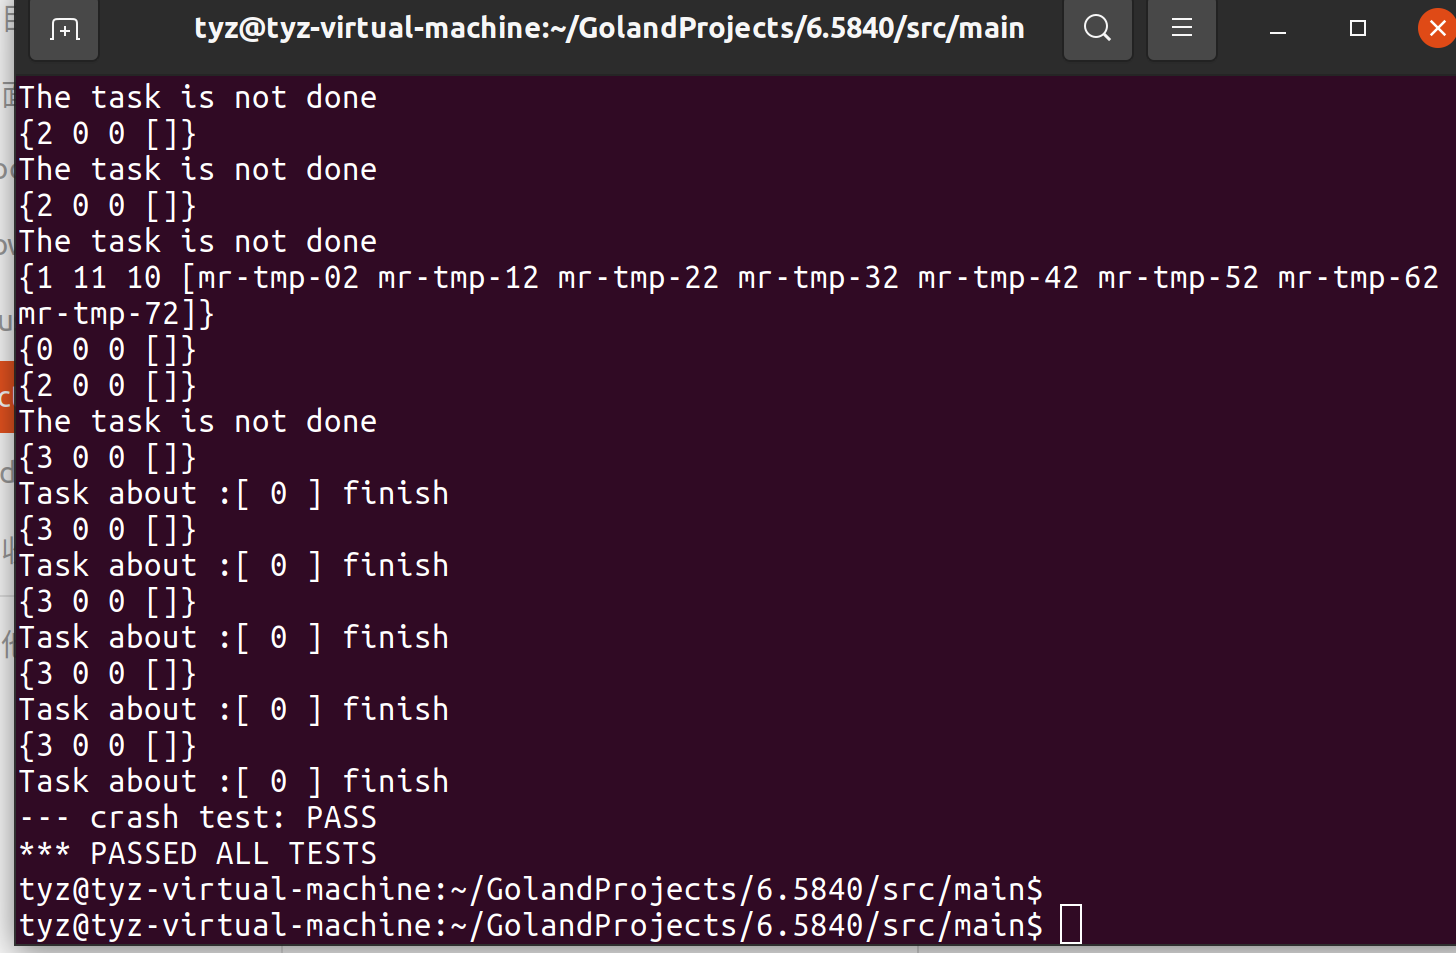 tyz@tyz-virtual-machine:~/GolandProjects/6.5840/src/main
The task is not done
{2 0 0 []}
The task is not done
{2 0 0 []}
The task is not done
{1 11 10 [mr-tmp-02 mr-tmp-12 mr-tmp-22 mr-tmp-32 mr-tmp-42 mr-tmp-52 mr-tmp-62
mr-tmp-72]}
{0 0 0 []}
{2 0 0 []}
The task is not done
{3 0 0 []}
Task about :[ 0 ] finish
{3 0 0 []}
Task about :[ 0 ] finish
{3 0 0 []}
Task about :[ 0 ] finish
{3 0 0 []}
Task about :[ 0 ] finish
{3 0 0 []}
Task about :[ 0 ] finish
--- crash test: PASS
*** PASSED ALL TESTS
tyz@tyz-virtual-machine:~/GolandProjects/6.5840/src/main$
tyz@tyz-virtual-machine:~/GolandProjects/6.5840/src/main$